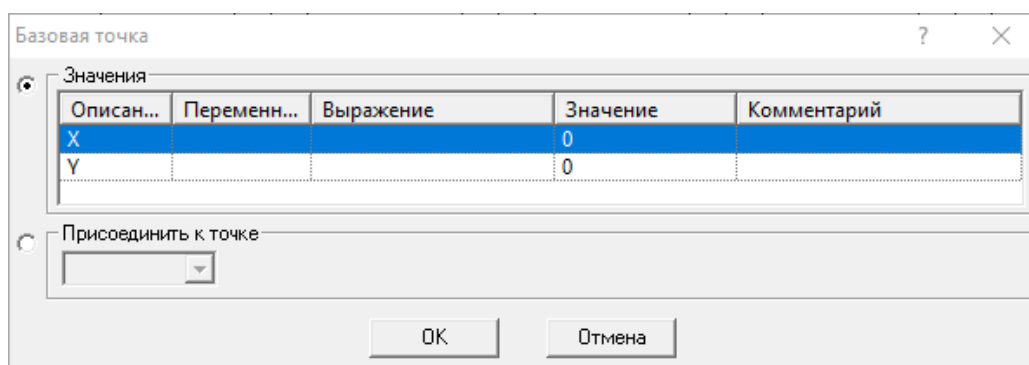 Базовая точка ?
Значения
Описан... Переменн... Выражение Значение Комментарий
X 0
Y 0
Присоединить к точке
OK Отмена